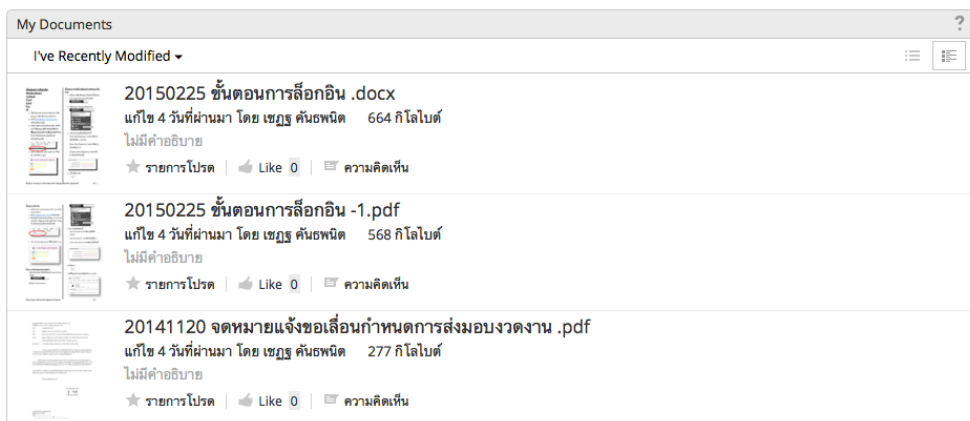 My Documents ?
I've Recently Modified
20150225 ขั้นตอนการล็อกอิน .docx
แก้ไข 4 วันที่ผ่านมา โดย เชฏฐ คันธพนิต 664 กิโลไบต์
ไม่มีคำอธิบาย
รายการโปรด Like 0 ความคิดเห็น
20150225 ขั้นตอนการล็อกอิน -1.pdf
แก้ไข 4 วันที่ผ่านมา โดย เชฏฐ คันธพนิต 568 กิโลไบต์
ไม่มีคำอธิบาย
รายการโปรด Like 0 ความคิดเห็น
20141120 จดหมายแจ้งขอเลื่อนกำหนดการส่งมอบงวดงาน .pdf
แก้ไข 4 วันที่ผ่านมา โดย เชฏฐ คันธพนิต 277 กิโลไบต์
ไม่มีคำอธิบาย
รายการโปรด Like 0 ความคิดเห็น